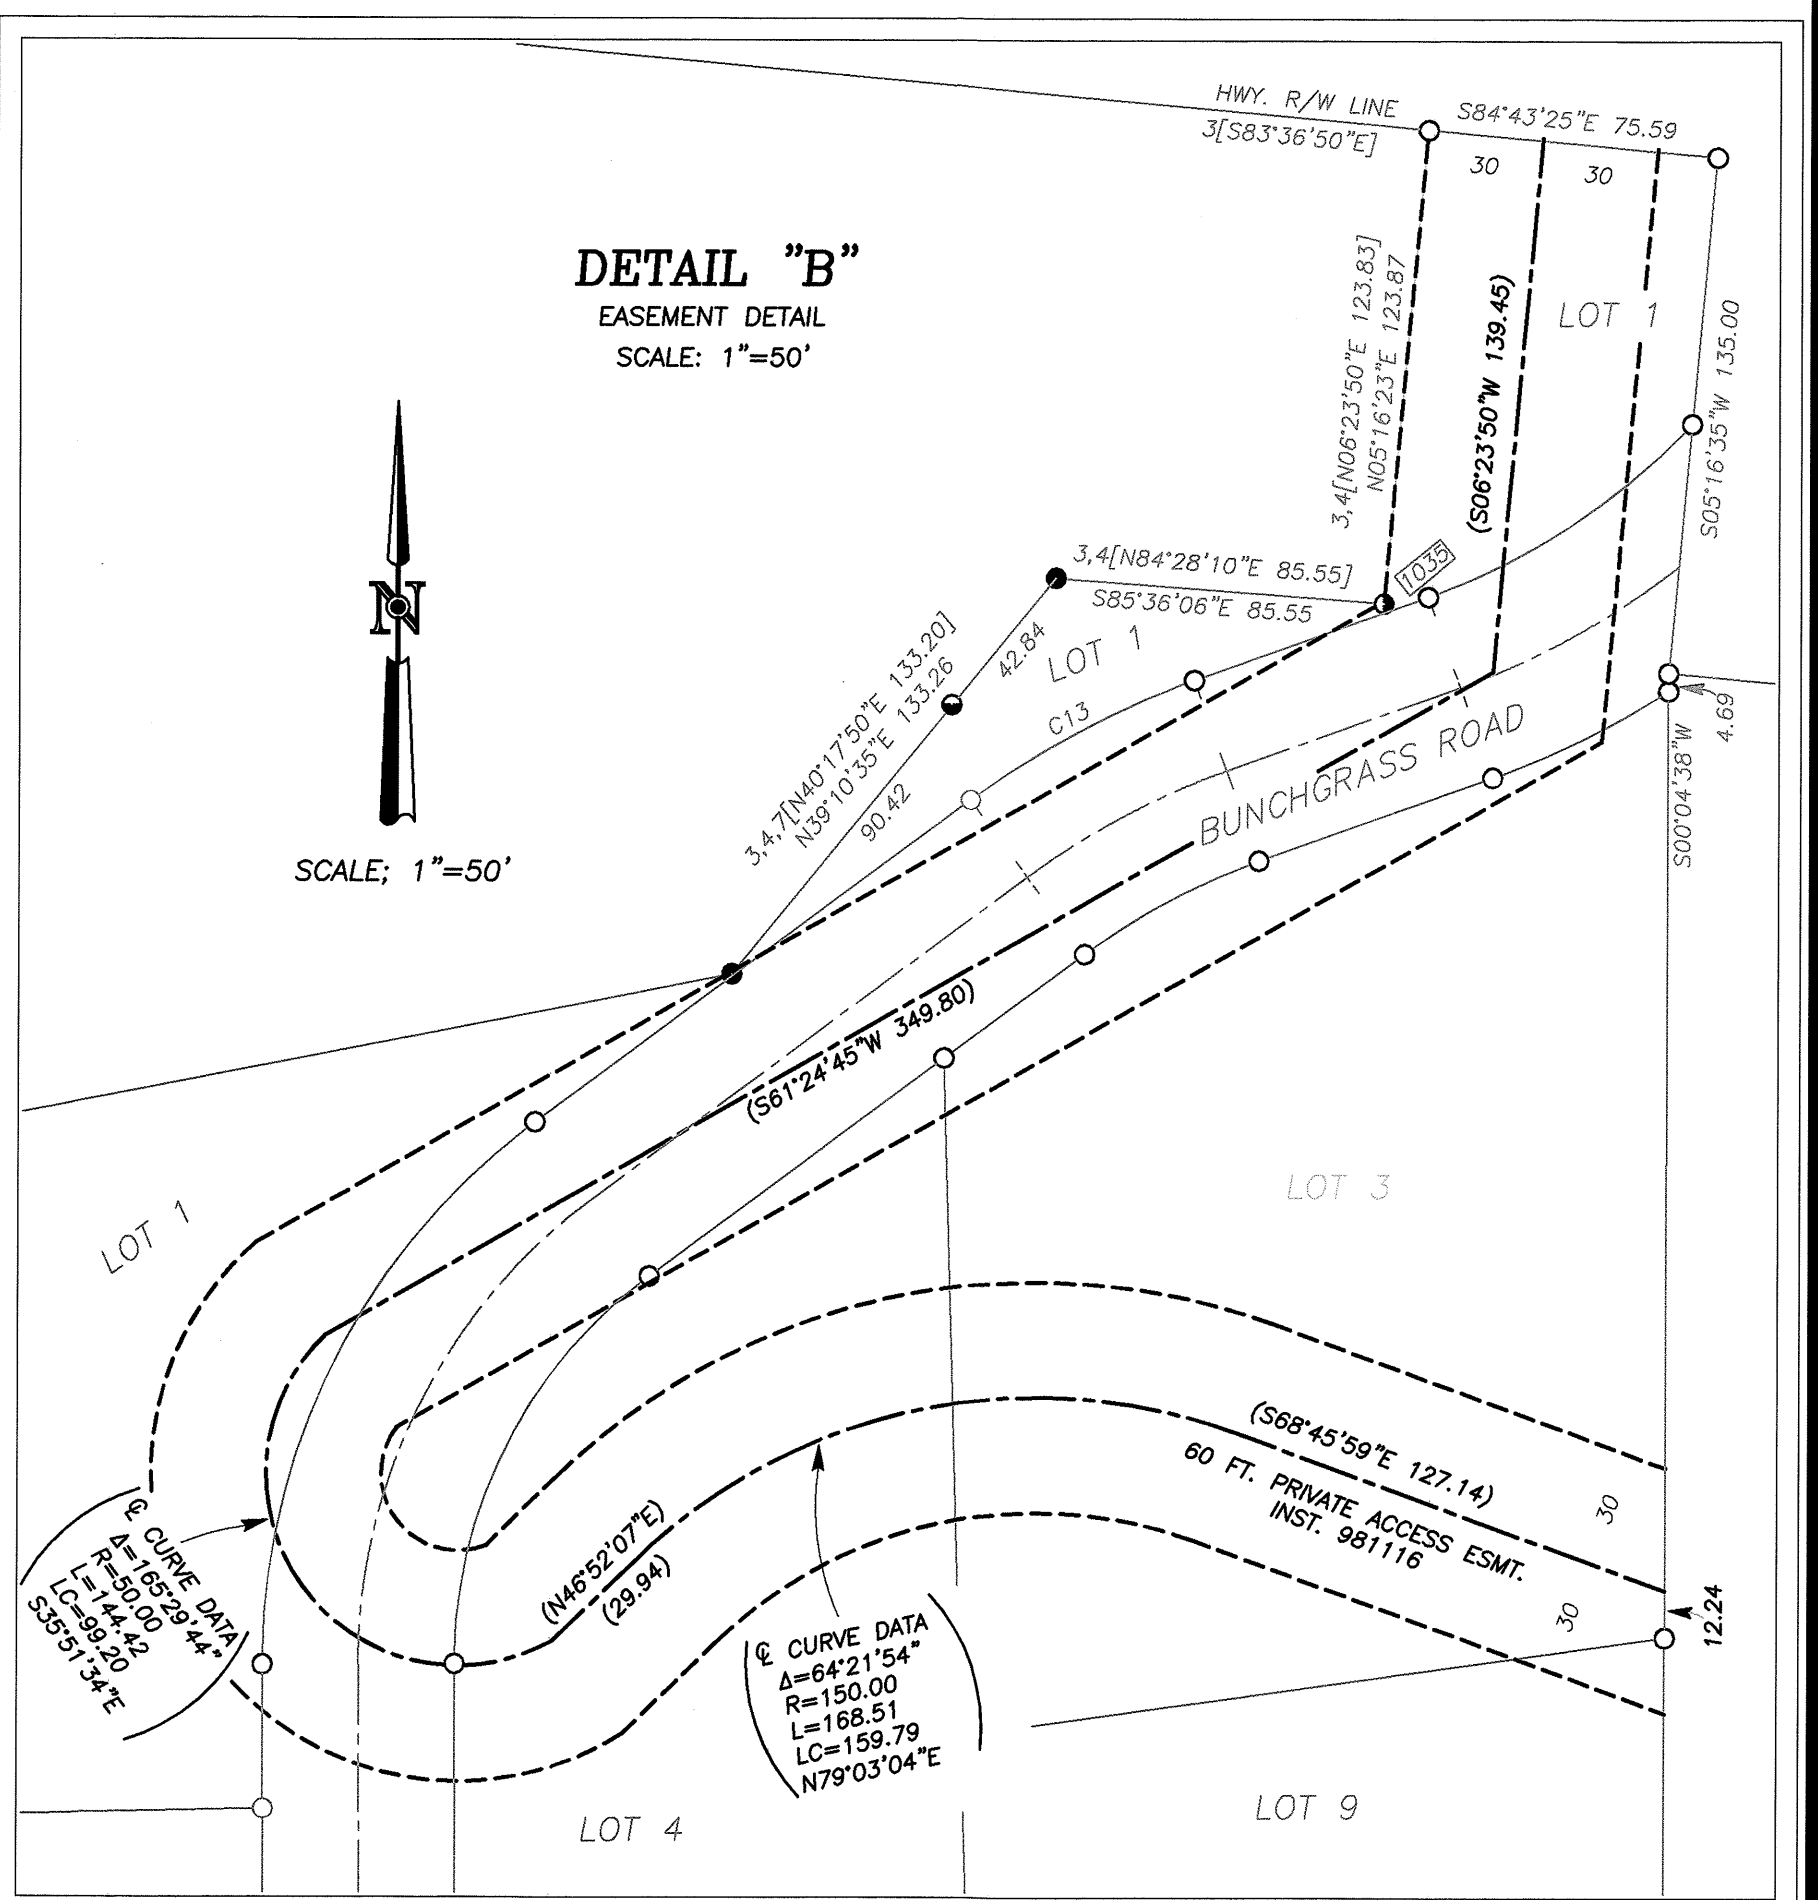 HWY. R/W LINE
S84°43'25"E 75.59
3[S83°36'50"E]
30
30
DETAIL "B"
EASEMENT DETAIL
SCALE: 1"=50'
LOT 1
3,4[N06°23'50"E 123.83]
N05°16'23"E 123.87
(S06°23'50"W 139.45)
S05°16'35"W 135.00
1035
3,4[N84°28'10"E 85.55]
S85°36'06"E 85.55
N
3,4,7[N40°17'50"E 133.20]
N39°10'35"E 133.26
42.84
90.42
LOT 1
C13
BUNCHGRASS ROAD
4.69
S00°04'38"W
SCALE; 1"=50'
(S61°24'45"W 349.80)
LOT 3
LOT 1
(S68°45'59"E 127.14)
60 FT. PRIVATE ACCESS ESMT.
INST. 981116
30
30
12.24
℄ CURVE DATA
Δ=165°29'44"
R=50.00
L=144.42
LC=99.20
S35°51'34"E
(N46°52'07"E)
(29.94)
℄ CURVE DATA
Δ=64°21'54"
R=150.00
L=168.51
LC=159.79
N79°03'04"E
LOT 4
LOT 9